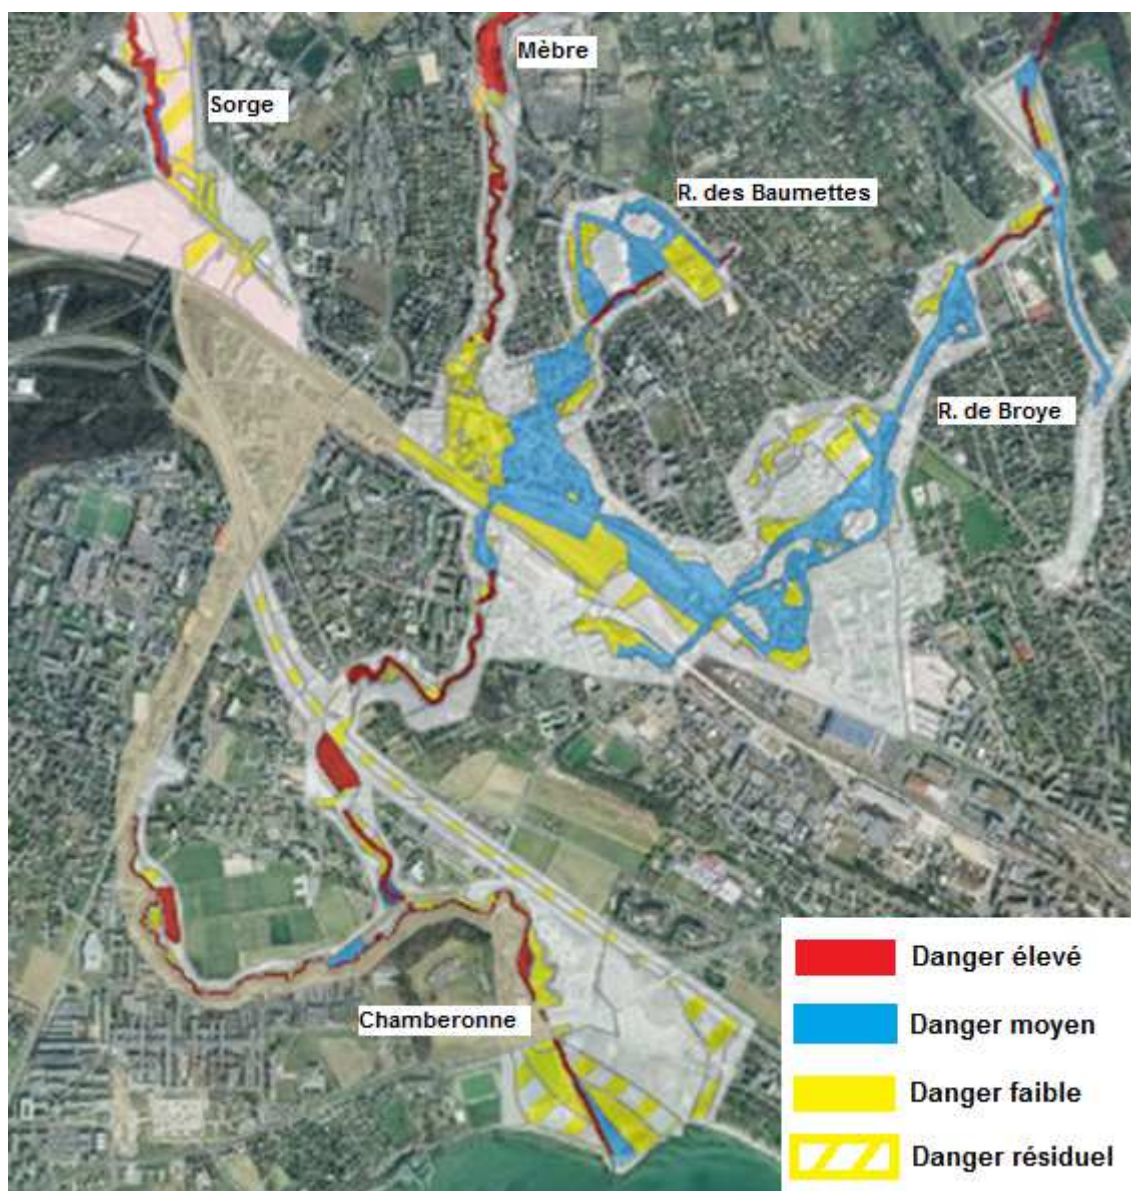 Mèbre
Sorge
R. des Baumettes
R. de Broye
Chamberonne
Danger élevé
Danger moyen
Danger faible
Danger résiduel